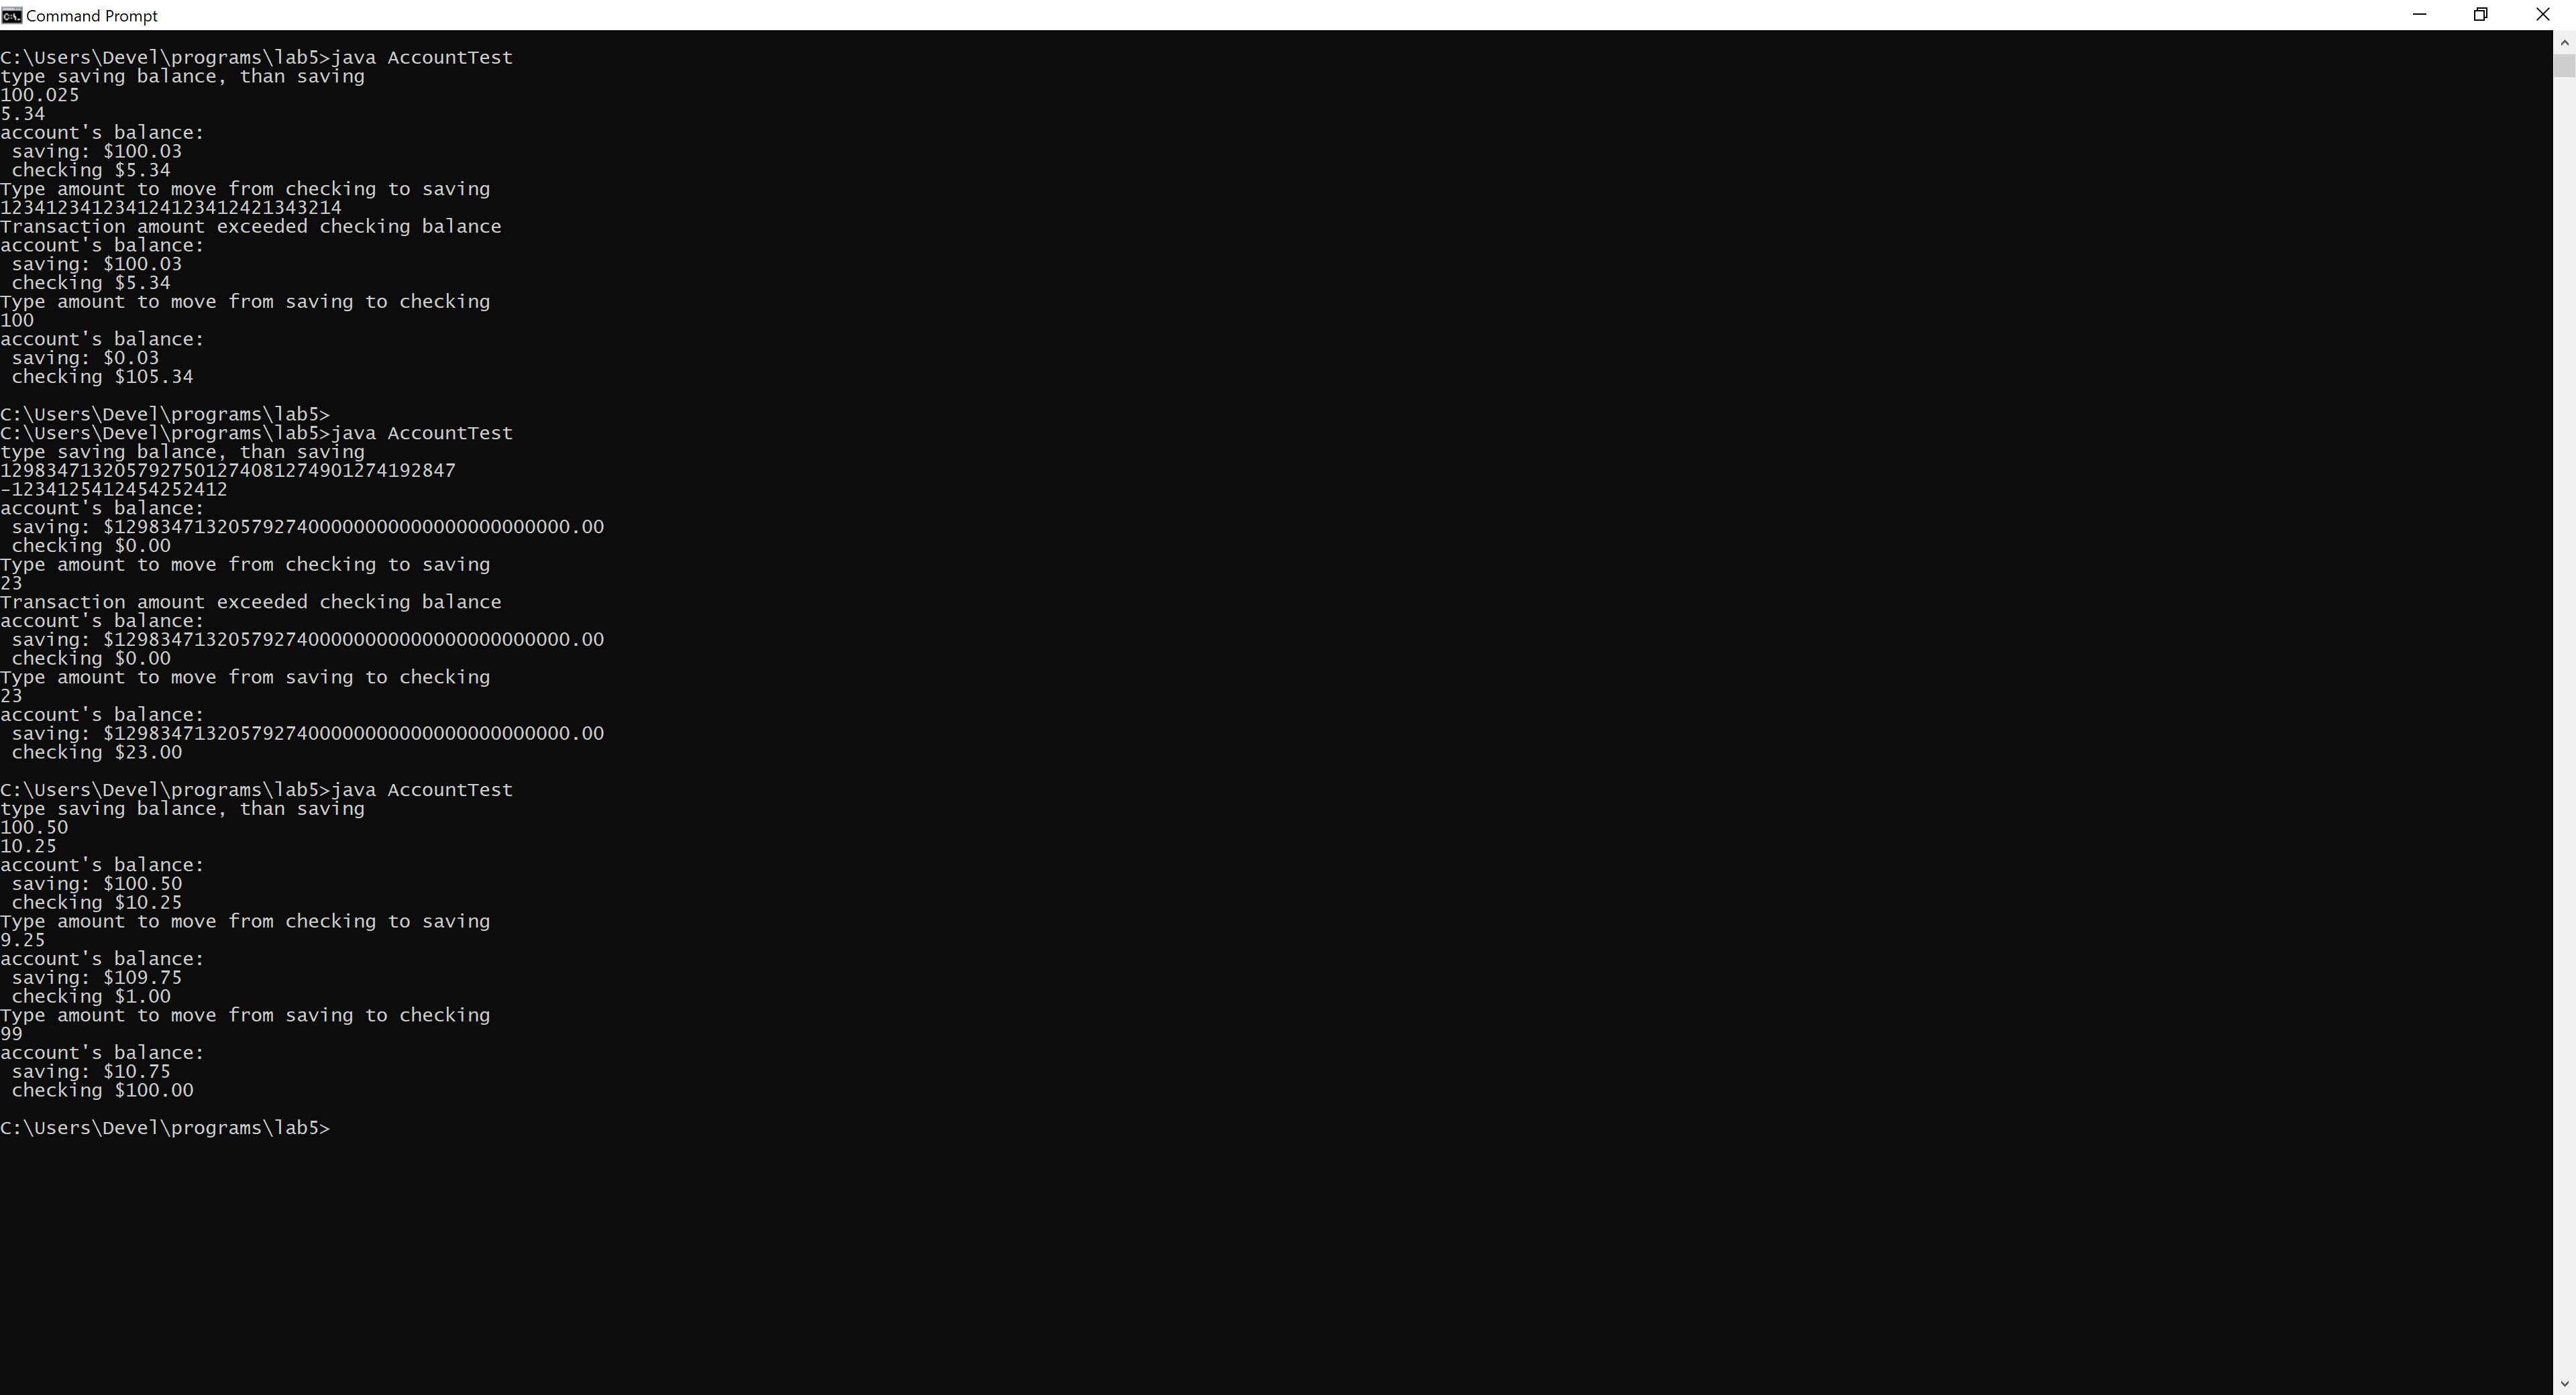 Command Prompt
C:\Users\Devel\programs\lab5>java AccountTest
type saving balance, than saving
100.025
5.34
account's balance:
 saving: $100.03
 checking $5.34
Type amount to move from checking to saving
123412341234124123412421343214
Transaction amount exceeded checking balance
account's balance:
 saving: $100.03
 checking $5.34
Type amount to move from saving to checking
100
account's balance:
 saving: $0.03
 checking $105.34
C:\Users\Devel\programs\lab5>
C:\Users\Devel\programs\lab5>java AccountTest
type saving balance, than saving
1298347132057927501274081274901274192847
-1234125412454252412
account's balance:
 saving: $1298347132057927400000000000000000000000.00
 checking $0.00
Type amount to move from checking to saving
23
Transaction amount exceeded checking balance
account's balance:
 saving: $1298347132057927400000000000000000000000.00
 checking $0.00
Type amount to move from saving to checking
23
account's balance:
 saving: $1298347132057927400000000000000000000000.00
 checking $23.00
C:\Users\Devel\programs\lab5>java AccountTest
type saving balance, than saving
100.50
10.25
account's balance:
 saving: $100.50
 checking $10.25
Type amount to move from checking to saving
9.25
account's balance:
 saving: $109.75
 checking $1.00
Type amount to move from saving to checking
99
account's balance:
 saving: $10.75
 checking $100.00
C:\Users\Devel\programs\lab5>